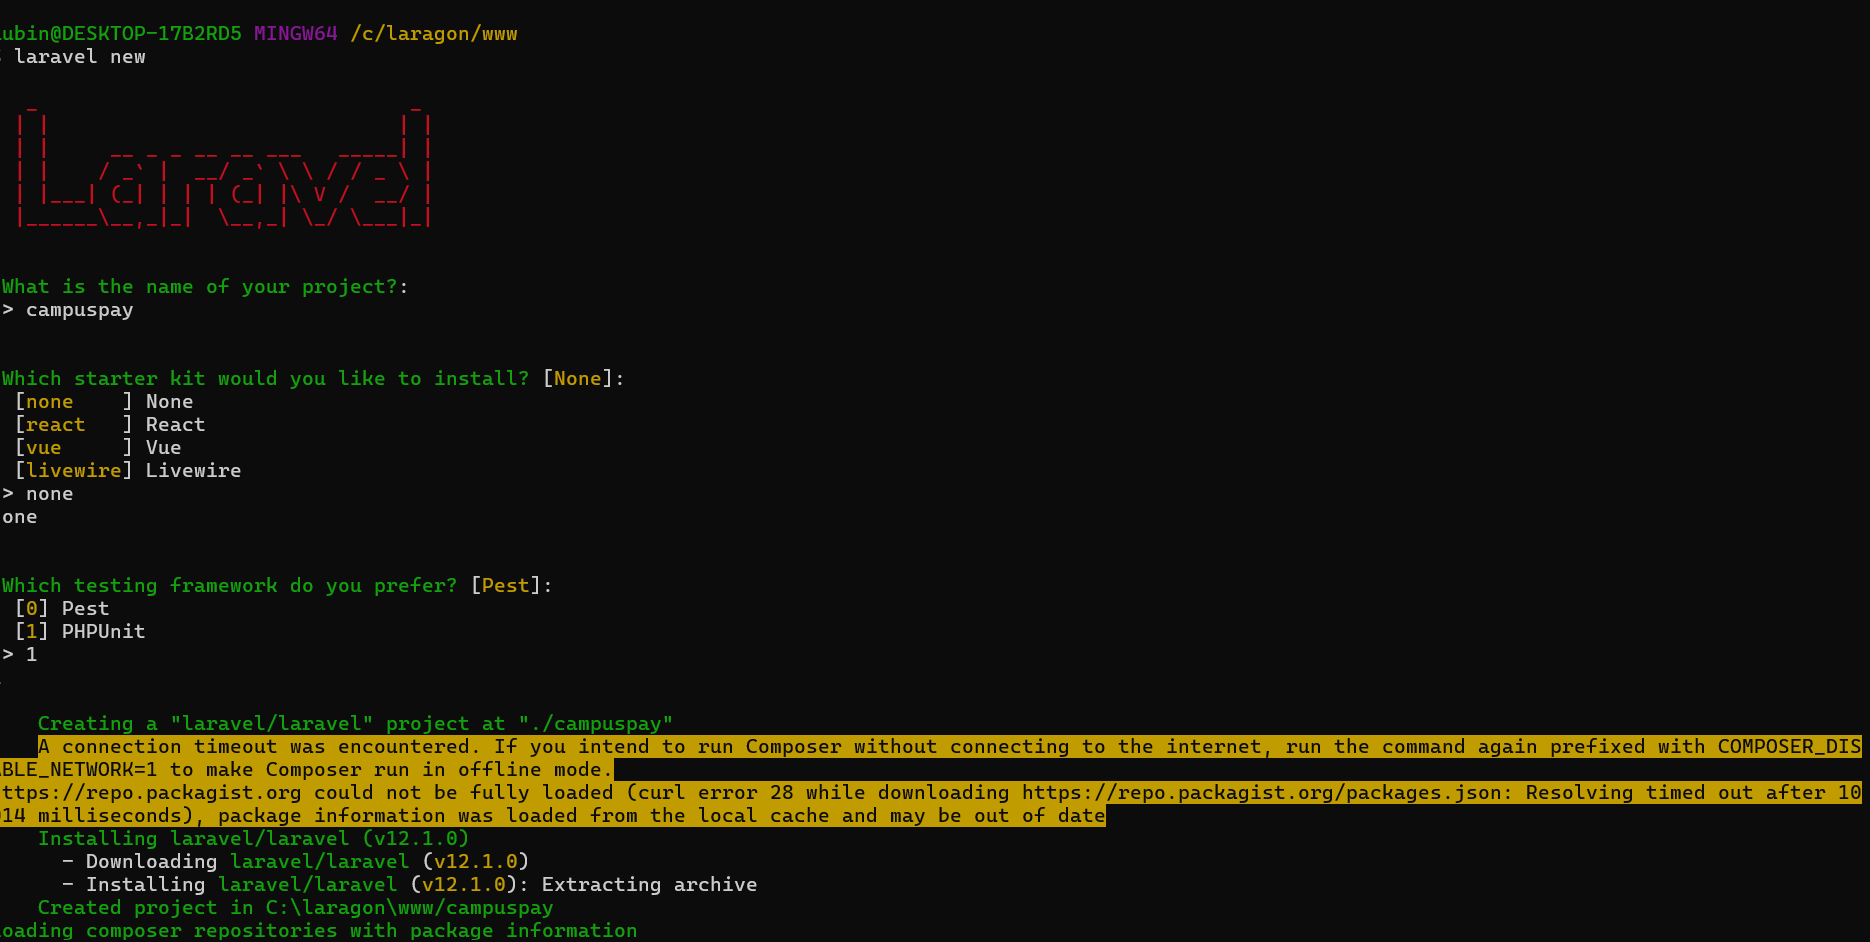 ubin@DESKTOP-17B2RD5 MINGW64 /c/laragon/www
laravel new
Laravel
What is the name of your project?:
> campuspay
Which starter kit would you like to install? [None]:
[none    ] None
[react   ] React
[vue     ] Vue
[livewire] Livewire
> none
one
Which testing framework do you prefer? [Pest]:
[0] Pest
[1] PHPUnit
> 1
Creating a "laravel/laravel" project at "./campuspay"
A connection timeout was encountered. If you intend to run Composer without connecting to the internet, run the command again prefixed with COMPOSER_DIS
ABLE_NETWORK=1 to make Composer run in offline mode.
ttps://repo.packagist.org could not be fully loaded (curl error 28 while downloading https://repo.packagist.org/packages.json: Resolving timed out after 10
014 milliseconds), package information was loaded from the local cache and may be out of date
Installing laravel/laravel (v12.1.0)
- Downloading laravel/laravel (v12.1.0)
- Installing laravel/laravel (v12.1.0): Extracting archive
Created project in C:\laragon\www/campuspay
oading composer repositories with package information